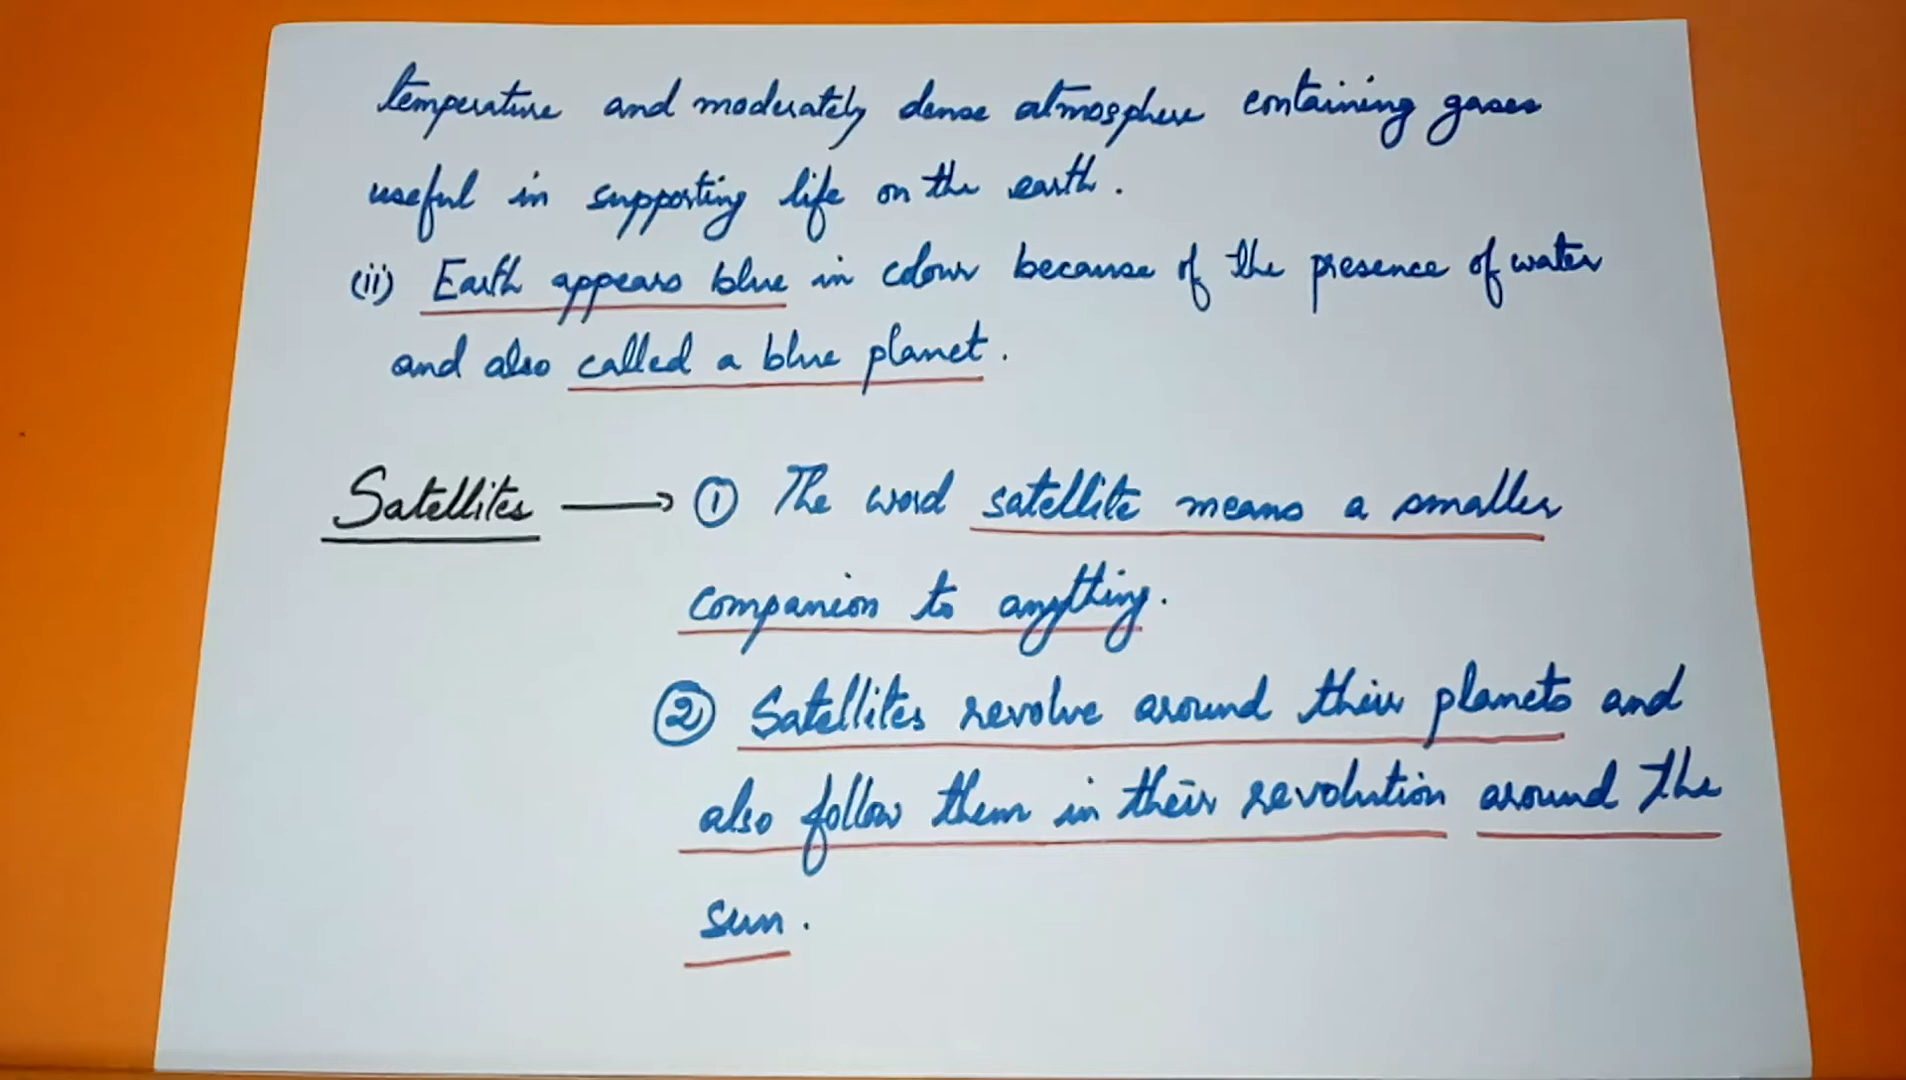 temperature and moderately dense atmosphere containing gases
useful in supporting life on the earth.
(ii) Earth appears blue in colour because of the presence of water
and also called a blue planet.
Satellites → ① The word satellite means a smaller
companion to anything.
② Satellites revolve around their planets and
also follow them in their revolution around the
sun.